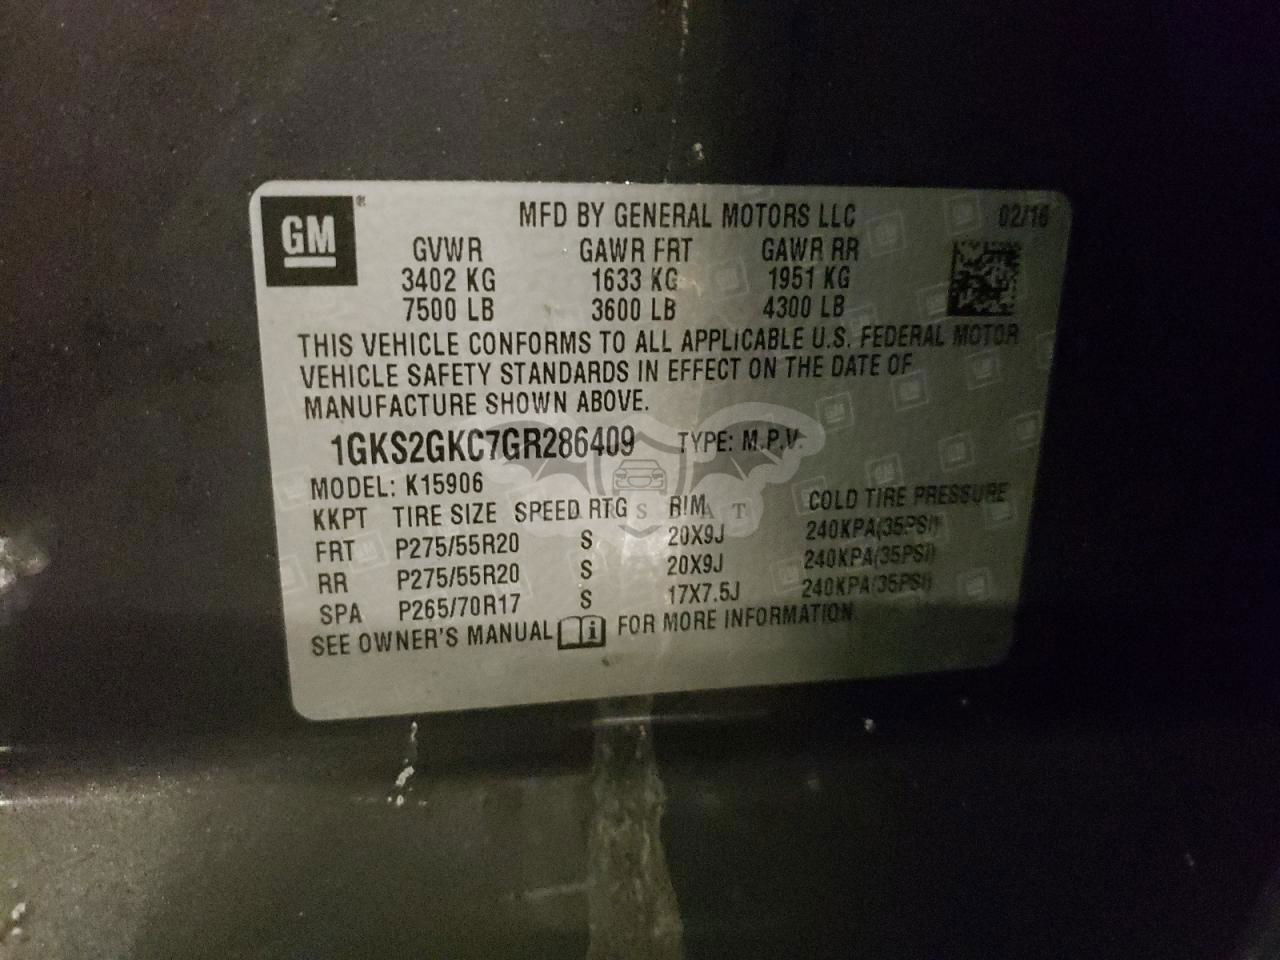 GM ®
MFD BY GENERAL MOTORS LLC 02/16
GVWR GAWR FRT GAWR RR
3402 KG 1633 KG 1951 KG
7500 LB 3600 LB 4300 LB
THIS VEHICLE CONFORMS TO ALL APPLICABLE U.S. FEDERAL MOTOR
VEHICLE SAFETY STANDARDS IN EFFECT ON THE DATE OF
MANUFACTURE SHOWN ABOVE.
1GKS2GKC7GR286409 TYPE: M.P.V.
MODEL: K15906
KKPT TIRE SIZE SPEED RTG RIM COLD TIRE PRESSURE
FRT P275/55R20 S 20X9J 240KPA(35PSI)
RR P275/55R20 S 20X9J 240KPA(35PSI)
SPA P265/70R17 S 17X7.5J 240KPA(35PSI)
SEE OWNER'S MANUAL i FOR MORE INFORMATION